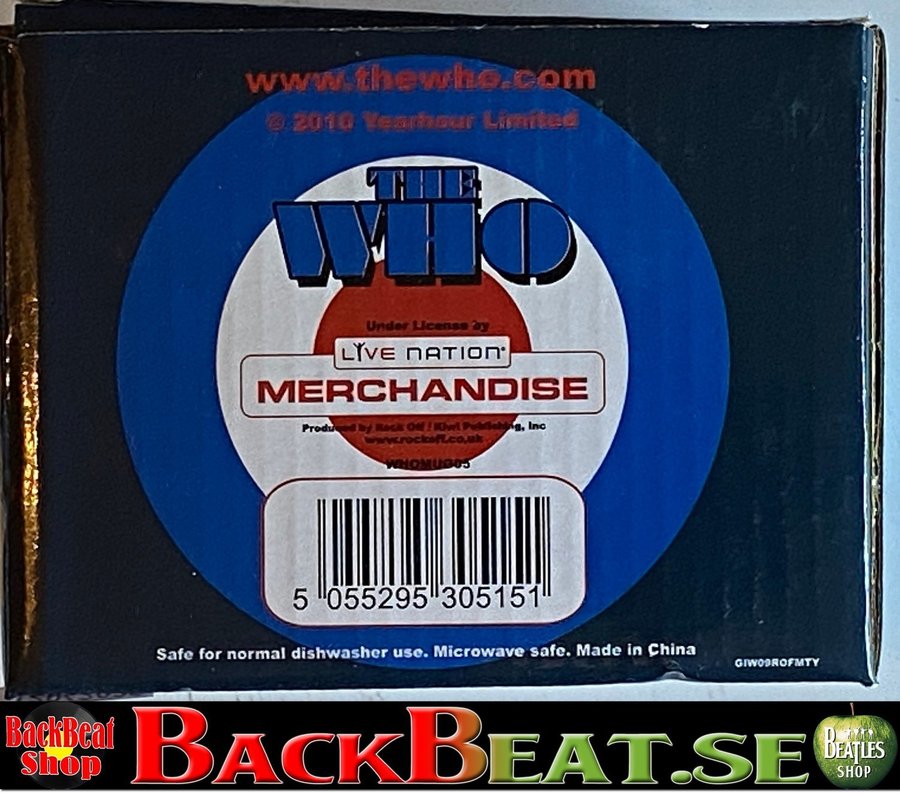 www.thewho.com
© 2010 Yearhour Limited
THE
WHO
Under License by
LIVE NATION®
MERCHANDISE
Produced by Rock Off / Kiwi Publishing, Inc
www.rockoff.co.uk
WHOMUG05
5 055295 305151
Safe for normal dishwasher use. Microwave safe. Made in China
GIW09ROFMTY
BackBeat
Shop
BACKBEAT.SE
BEATLES
SHOP